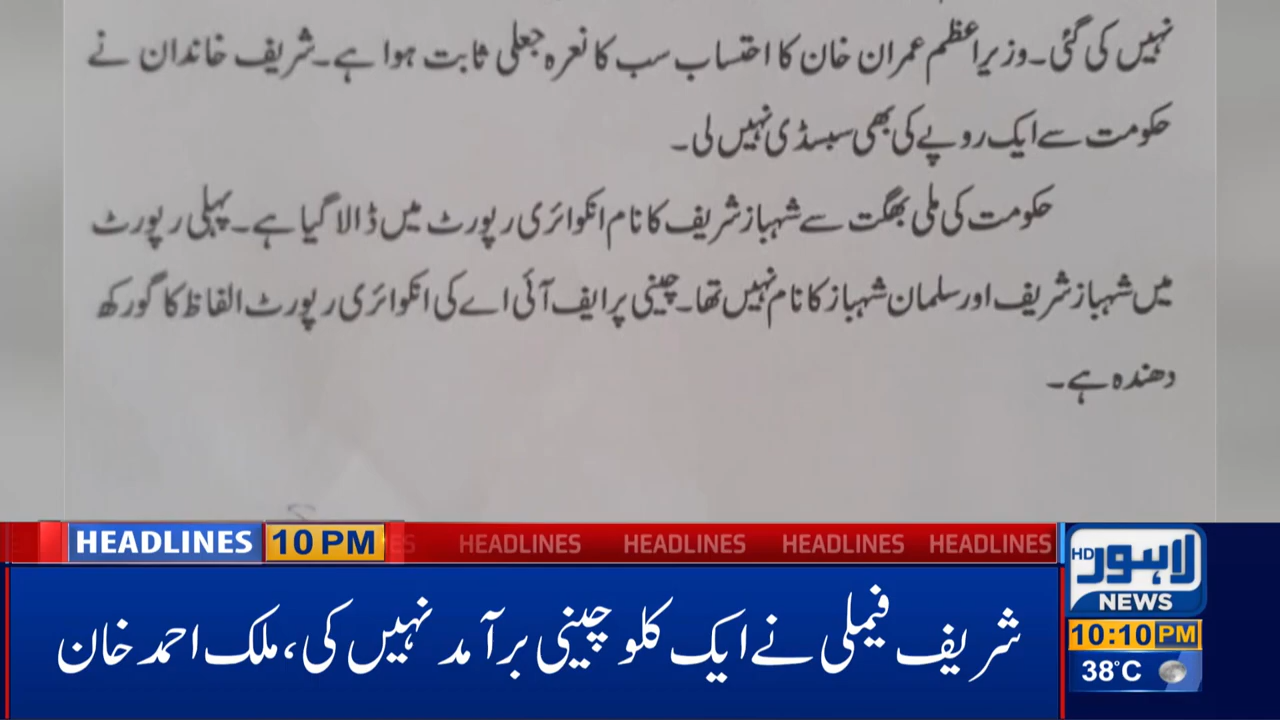 نہیں کی گئی۔ وزیراعظم عمران خان کا احتساب سب کا نعرہ جعلی ثابت ہوا ہے۔ شریف خاندان نے
حکومت سے ایک روپے کی بھی سبسڈی نہیں لی۔
حکومت کی ملی بھگت سے شہباز شریف کا نام انکوائری رپورٹ میں ڈالا گیا ہے۔ پہلی رپورٹ
میں شہباز شریف اور سلمان شہباز کا نام نہیں تھا۔ چینی پر ایف آئی اے کی انکوائری رپورٹ الفاظ کا گورکھ
دھندہ ہے۔
HEADLINES 10 PM HEADLINES HEADLINES HEADLINES HEADLINES
HD لاہور
NEWS
شریف فیملی نے ایک کلو چینی برآمد نہیں کی، ملک احمد خان
10:10 PM
38°C